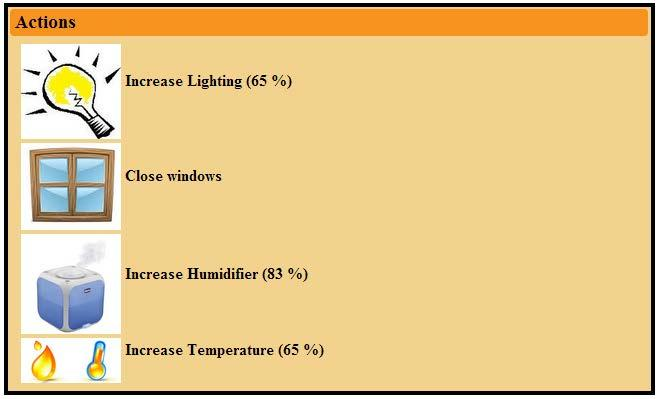 Actions
Increase Lighting (65 %)
Close windows
Increase Humidifier (83 %)
Increase Temperature (65 %)